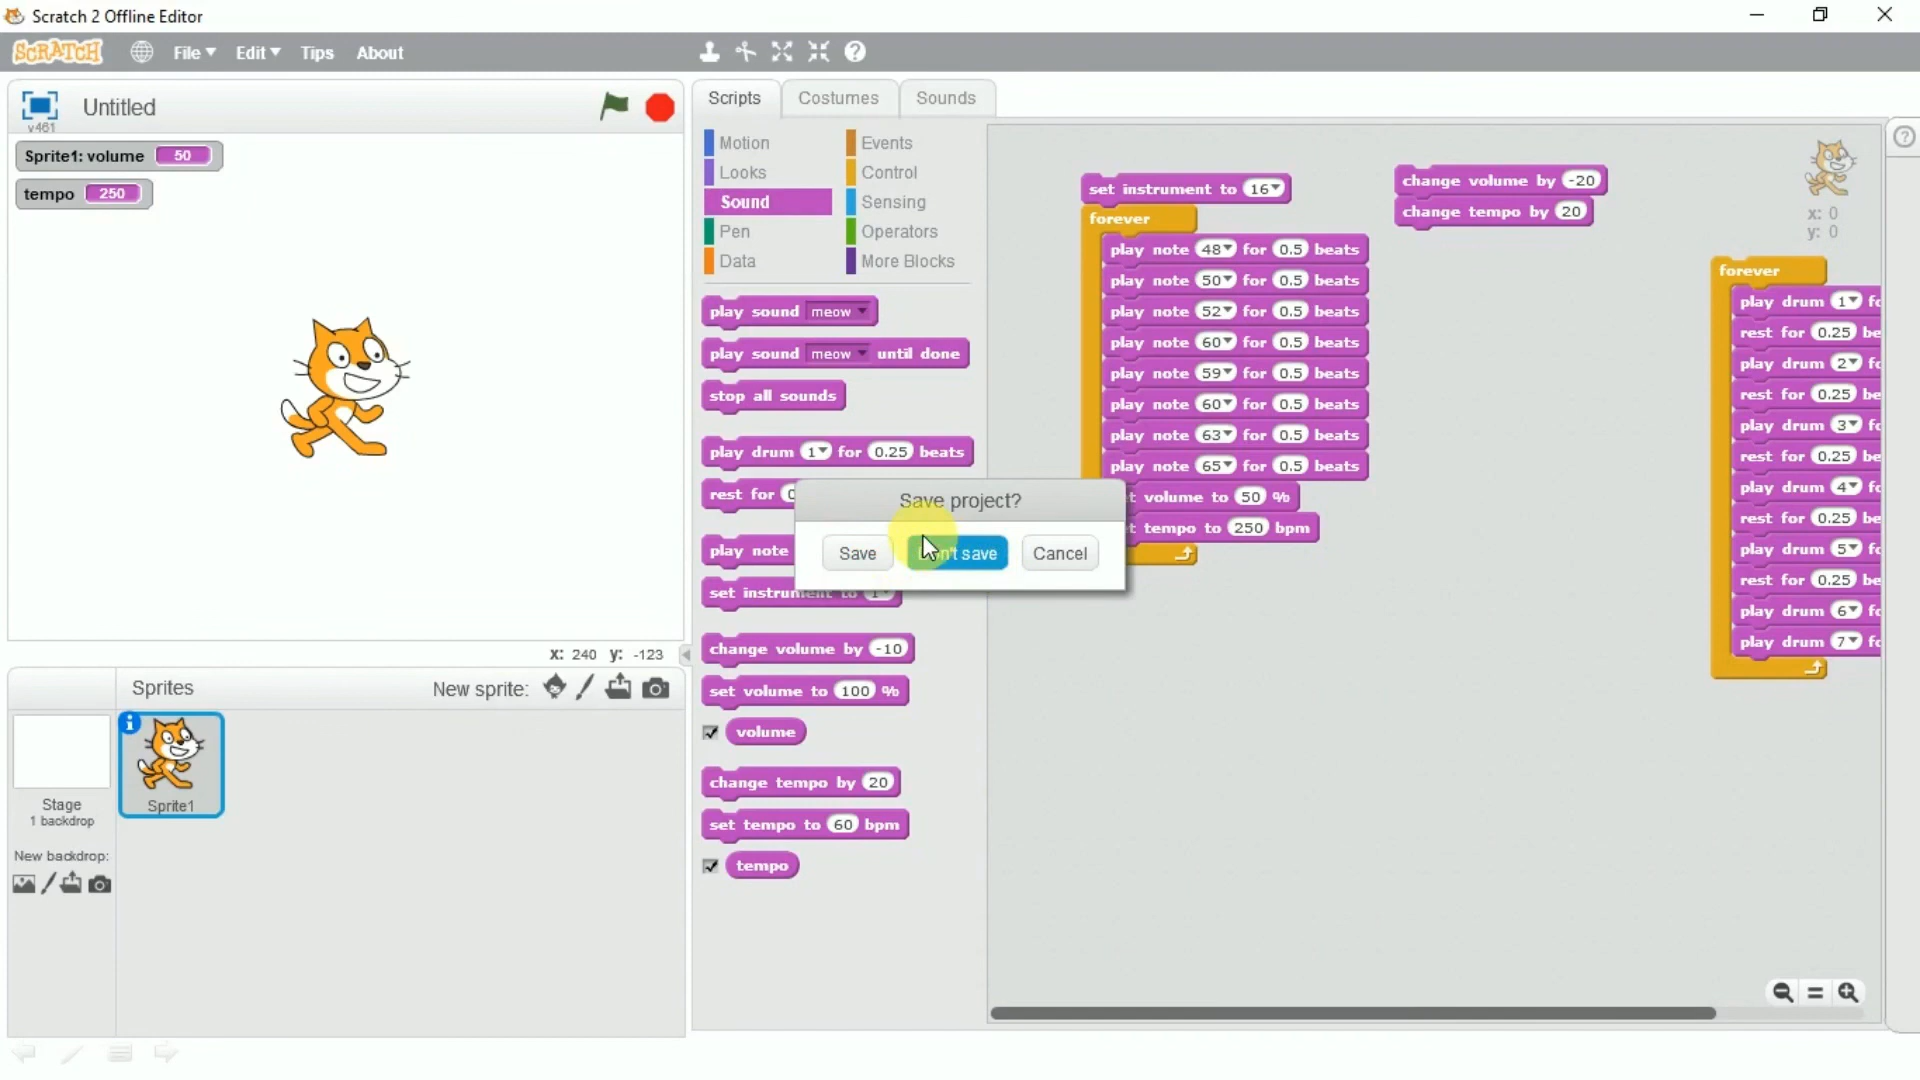 Scratch 2 Offline Editor
SCRATCH File Edit Tips About
v461
Untitled
Sprite1: volume 50
tempo 250
x: 240 y: -123
Sprites
New sprite:
Sprite1
Stage
1 backdrop
New backdrop:
Scripts Costumes Sounds
Motion Events
Looks Control
Sound Sensing
Pen Operators
Data More Blocks
play sound meow
play sound meow until done
stop all sounds
play drum 1 for 0.25 beats
rest for
play note
set instrument to
change volume by -10
set volume to 100 %
volume
change tempo by 20
set tempo to 60 bpm
tempo
set instrument to 16
forever
play note 48 for 0.5 beats
play note 50 for 0.5 beats
play note 52 for 0.5 beats
play note 60 for 0.5 beats
play note 59 for 0.5 beats
play note 60 for 0.5 beats
play note 63 for 0.5 beats
play note 65 for 0.5 beats
volume to 50 %
tempo to 250 bpm
Save project?
Save save Cancel
change volume by -20
change tempo by 20
x: 0
y: 0
forever
play drum 1
rest for 0.25
play drum 2
rest for 0.25
play drum 3
rest for 0.25
play drum 4
rest for 0.25
play drum 5
rest for 0.25
play drum 6
play drum 7